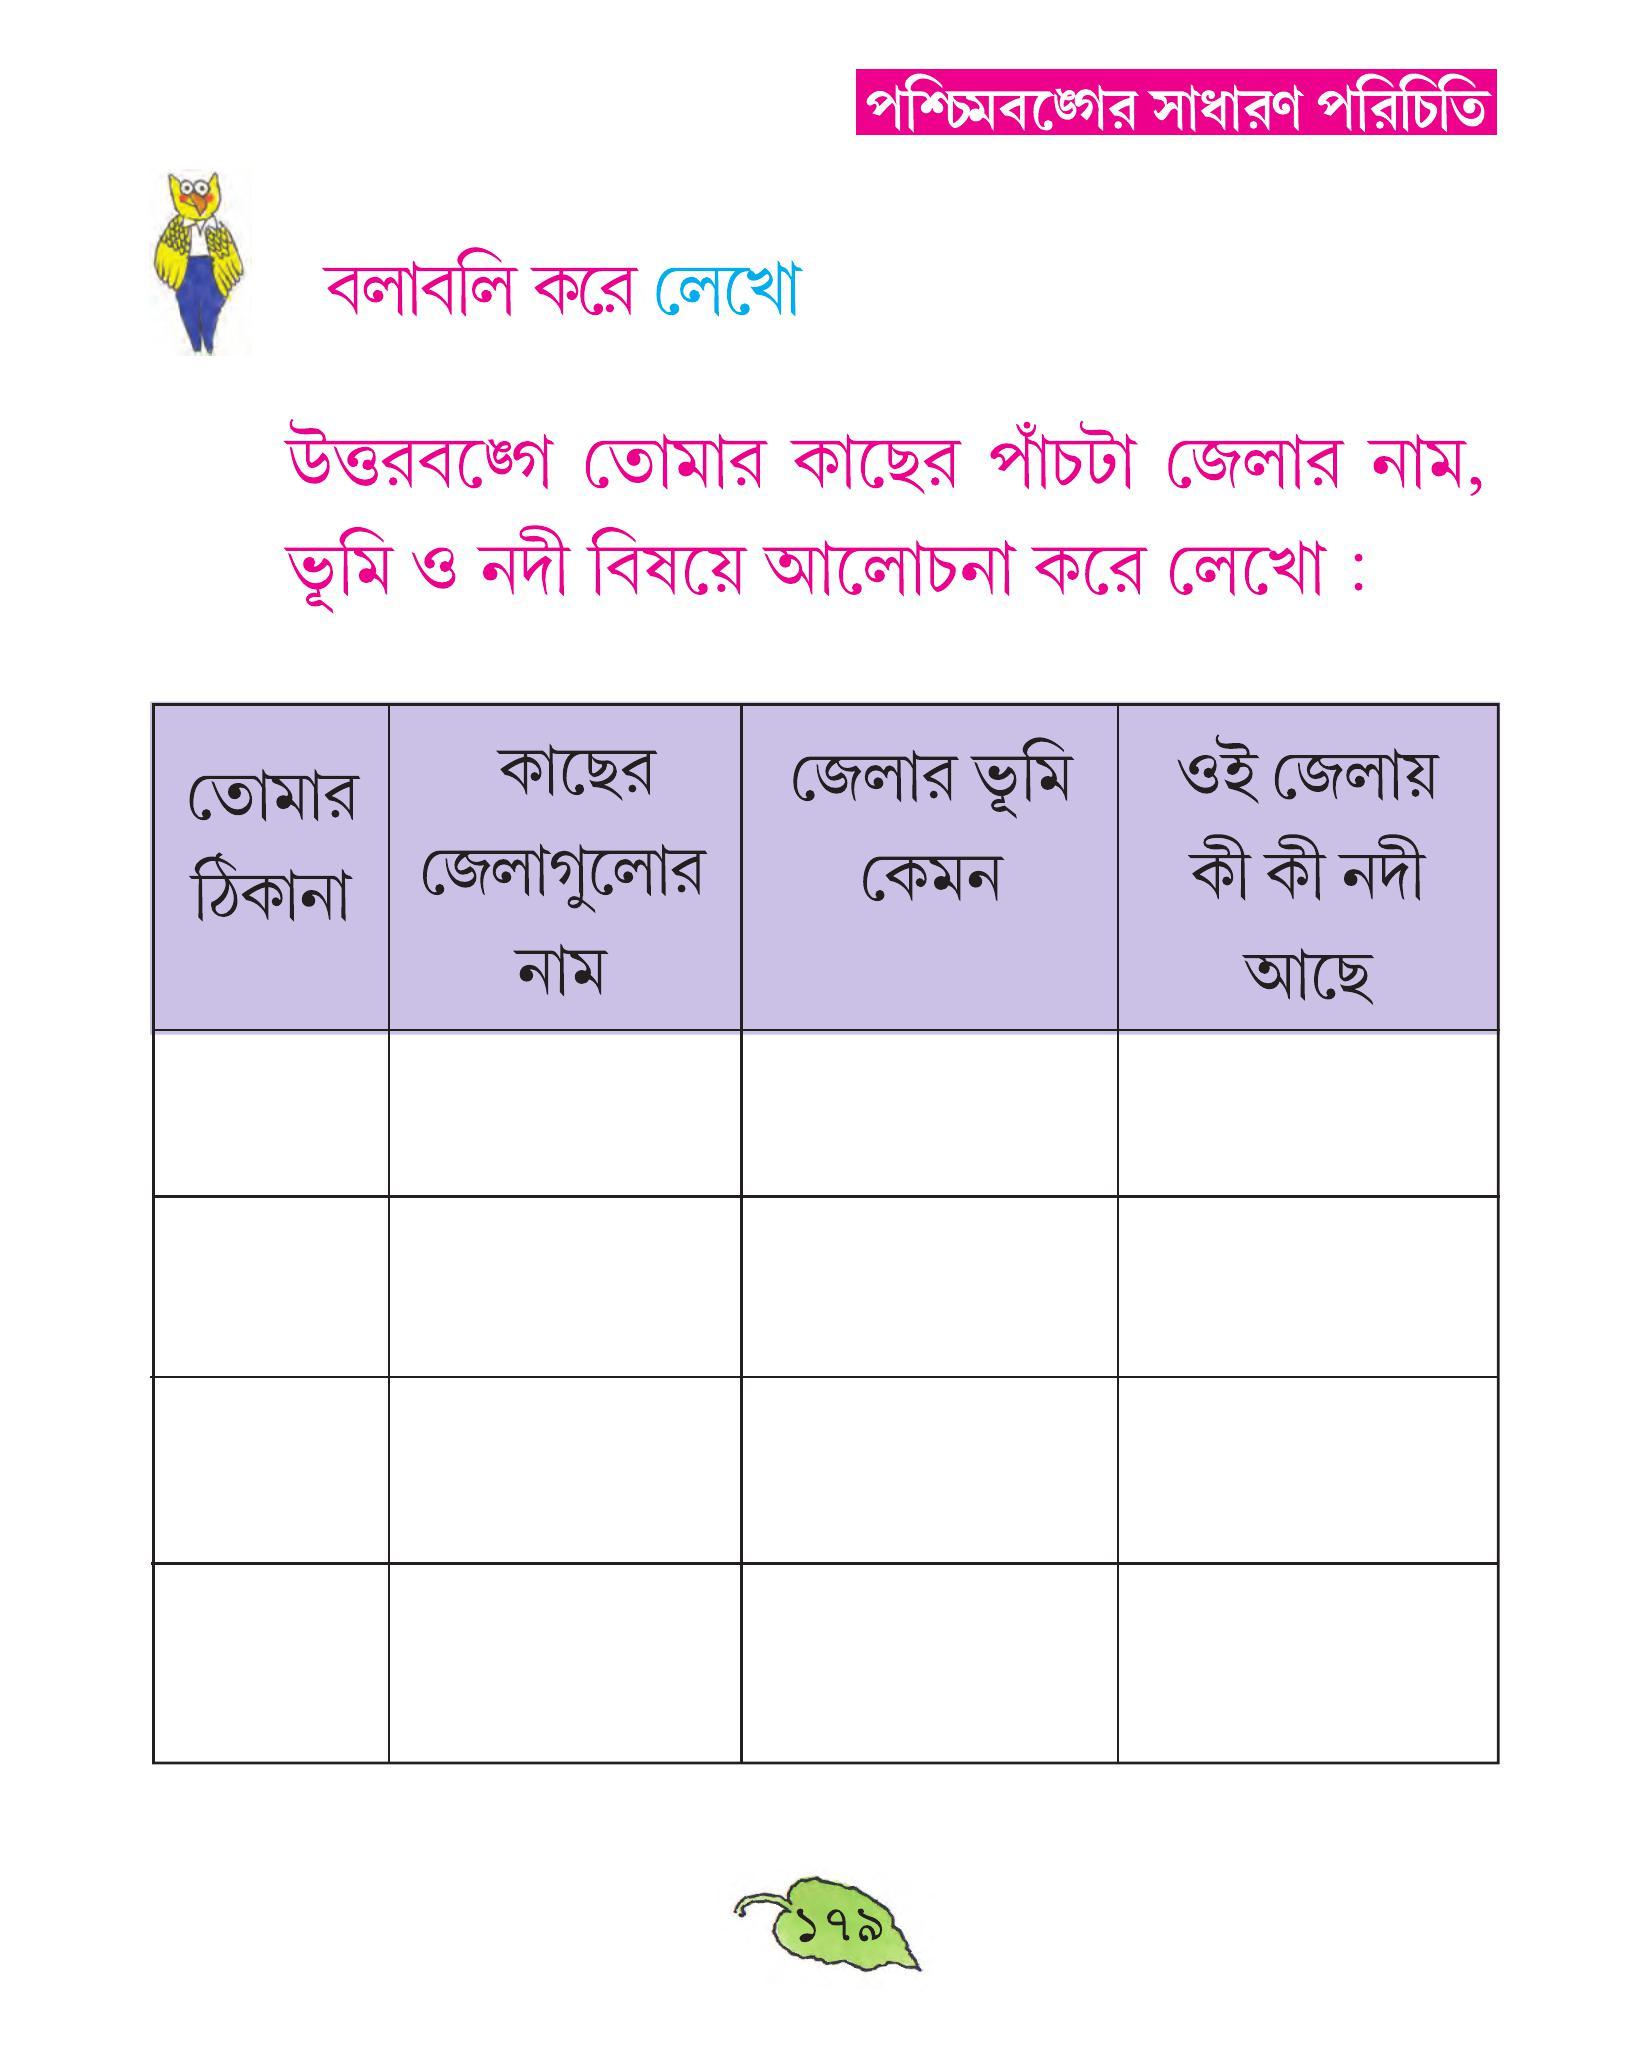 পশ্চিমবঙ্গের সাধারণ পরিচিতি
বলাবলি করে লেখো
উত্তরবঙ্গে তোমার কাছের পাঁচটা জেলার নাম,
ভূমি ও নদী বিষয়ে আলোচনা করে লেখো :
তোমার
ঠিকানা
কাছের
জেলাগুলোর
নাম
জেলার ভূমি
কেমন
ওই জেলায়
কী কী নদী
আছে
১৭৯